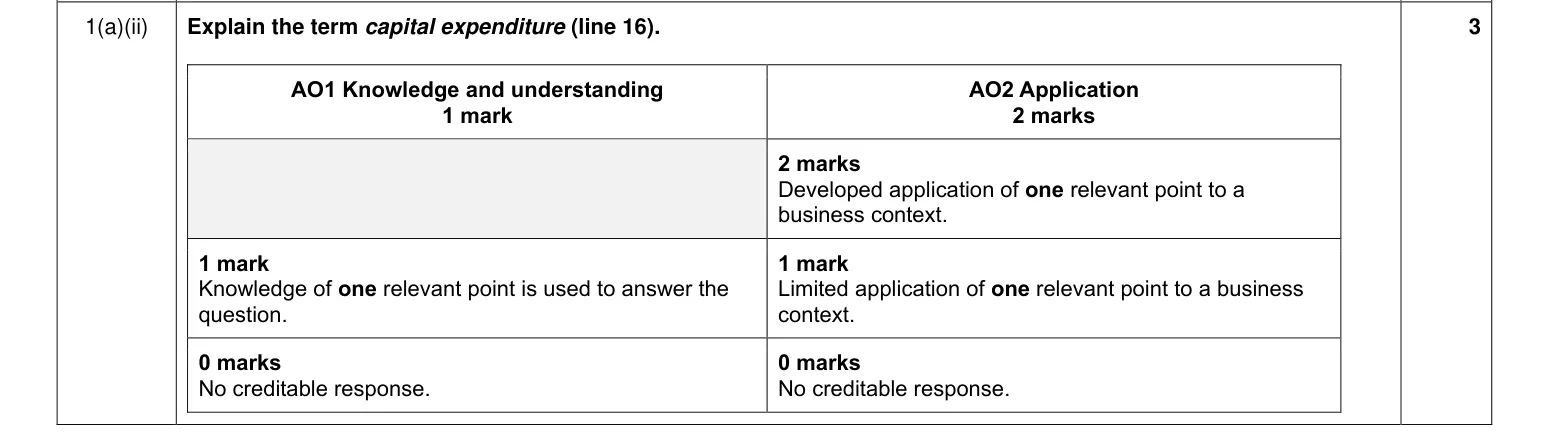 1(a)(ii)
Explain the term capital expenditure (line 16).
3
AO1 Knowledge and understanding
1 mark
AO2 Application
2 marks
2 marks
Developed application of one relevant point to a
business context.
1 mark
Knowledge of one relevant point is used to answer the
question.
1 mark
Limited application of one relevant point to a business
context.
0 marks
No creditable response.
0 marks
No creditable response.